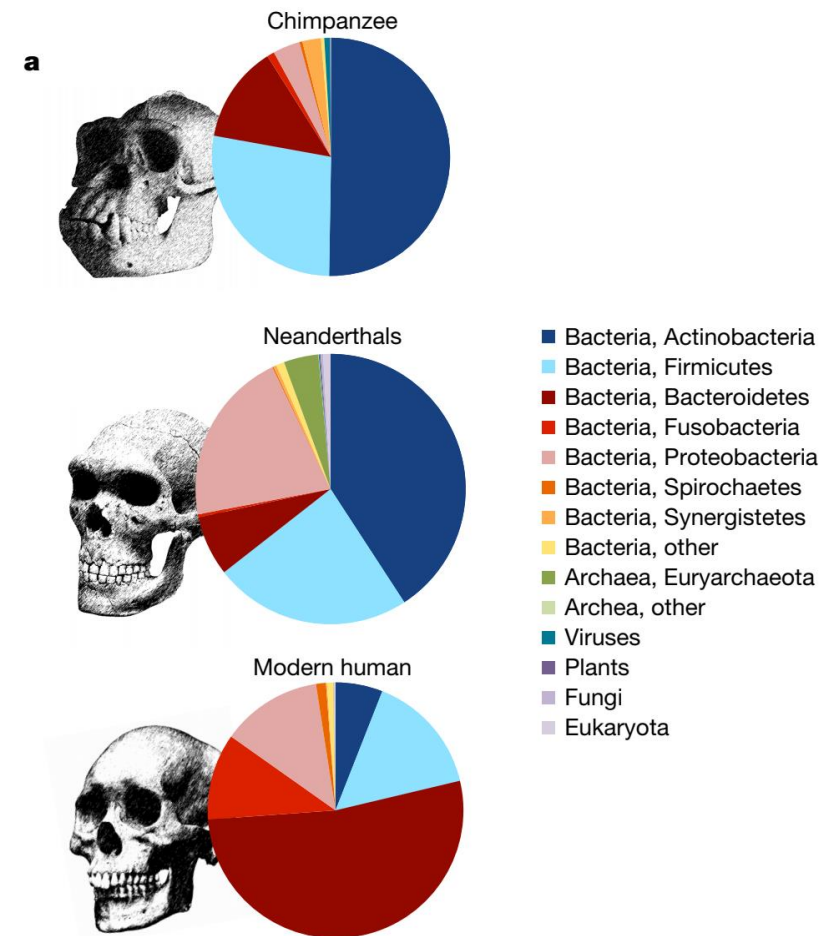 Chimpanzee
a
Neanderthals
Bacteria, Actinobacteria
Bacteria, Firmicutes
Bacteria, Bacteroidetes
Bacteria, Fusobacteria
Bacteria, Proteobacteria
Bacteria, Spirochaetes
Bacteria, Synergistetes
Bacteria, other
Archaea, Euryarchaeota
Archea, other
Viruses
Plants
Fungi
Eukaryota
Modern human